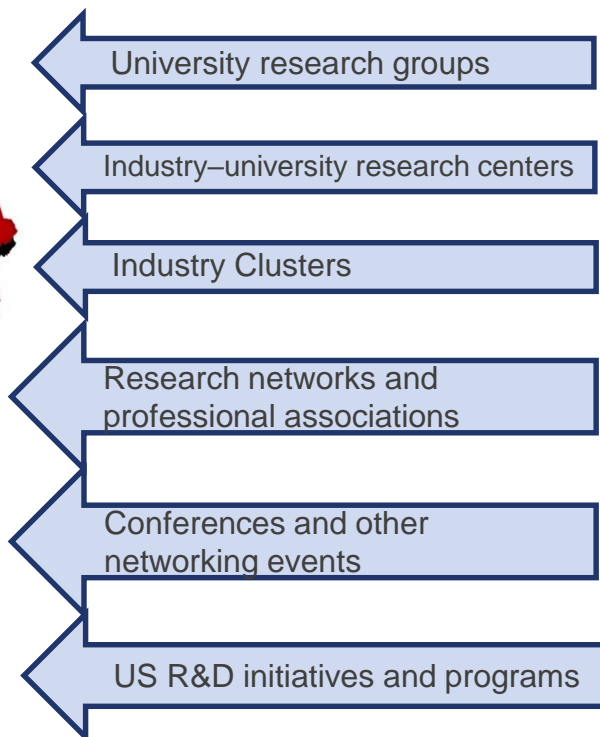 University research groups
Industry–university research centers
Industry Clusters
Research networks and
professional associations
Conferences and other
networking events
US R&D initiatives and programs